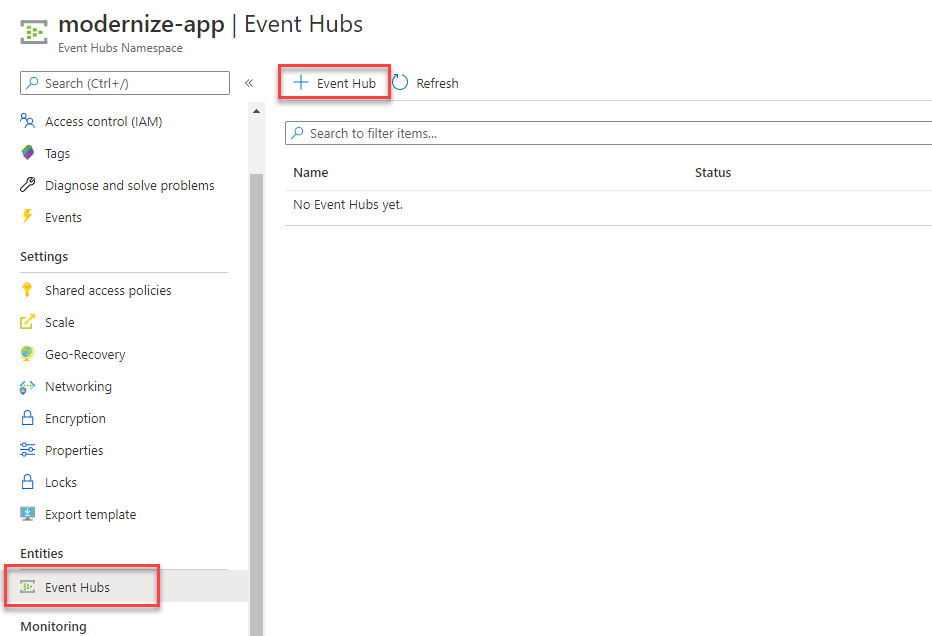 modernize-app | Event Hubs
Event Hubs Namespace
Search (Ctrl+/)
«
Access control (IAM)
Tags
Diagnose and solve problems
Events
Settings
Shared access policies
Scale
Geo-Recovery
Networking
Encryption
Properties
Locks
Export template
Entities
Event Hubs
Monitoring
+ Event Hub Refresh
Search to filter items...
Name Status
No Event Hubs yet.